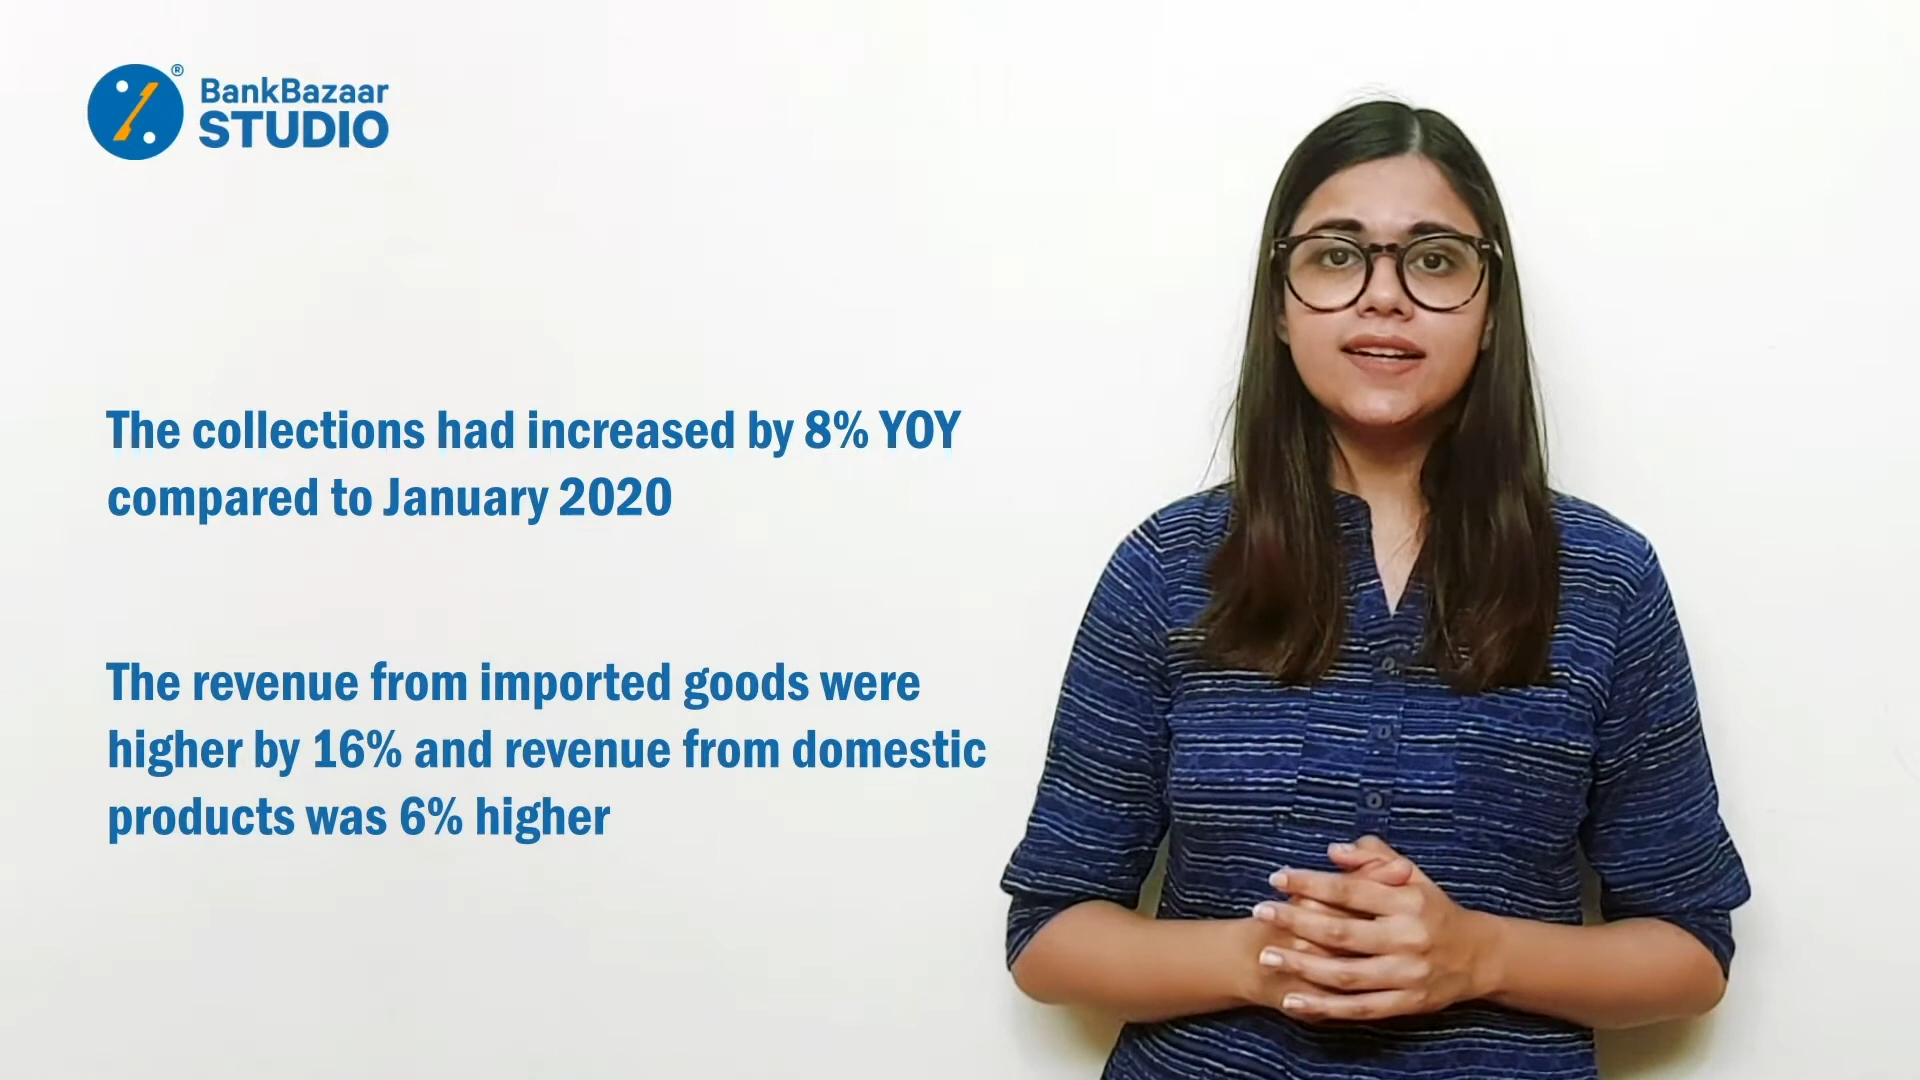 BankBazaar
STUDIO
The collections had increased by 8% YOY
compared to January 2020
The revenue from imported goods were
higher by 16% and revenue from domestic
products was 6% higher